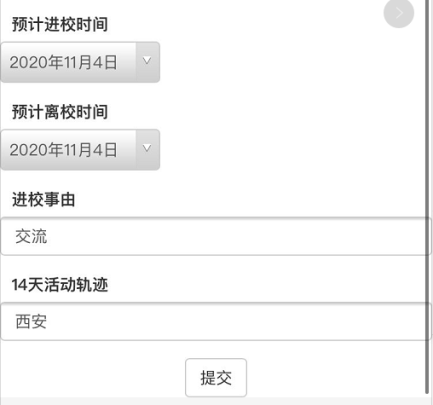 预计进校时间
2020年11月4日
预计离校时间
2020年11月4日
进校事由
交流
14天活动轨迹
西安
提交